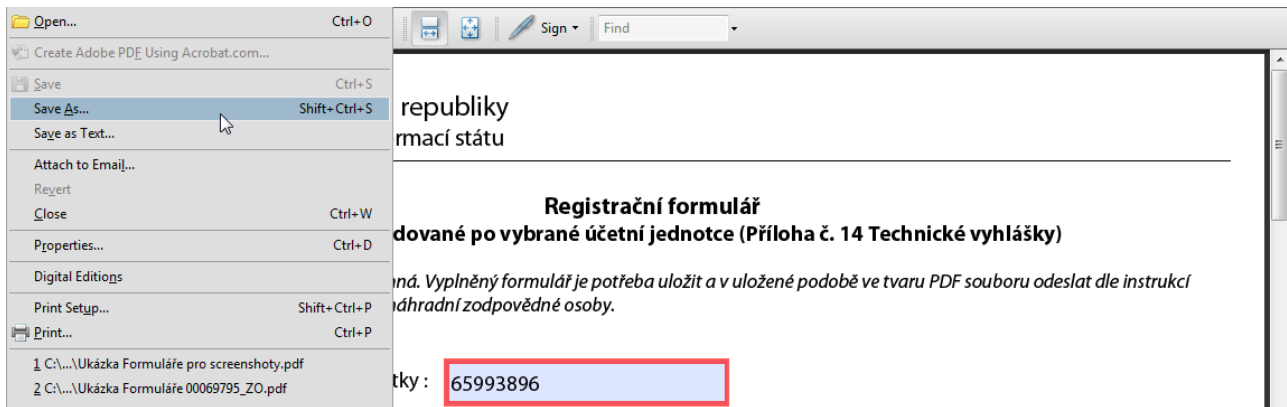 Open... Ctrl+O
Create Adobe PDF Using Acrobat.com...
Save Ctrl+S
Save As... Shift+Ctrl+S
Save as Text...
Attach to Email...
Revert
Close Ctrl+W
Properties... Ctrl+D
Digital Editions
Print Setup... Shift+Ctrl+P
Print... Ctrl+P
1 C:\...\Ukázka Formuláře pro screenshoty.pdf
2 C:\...\Ukázka Formuláře 00069795_ZO.pdf
Sign Find
republiky
rmací státu
Registrační formulář
dované po vybrané účetní jednotce (Příloha č. 14 Technické vyhlášky)
ná. Vyplněný formulář je potřeba uložit a v uložené podobě ve tvaru PDF souboru odeslat dle instrukcí
náhradní zodpovědné osoby.
tky : 65993896